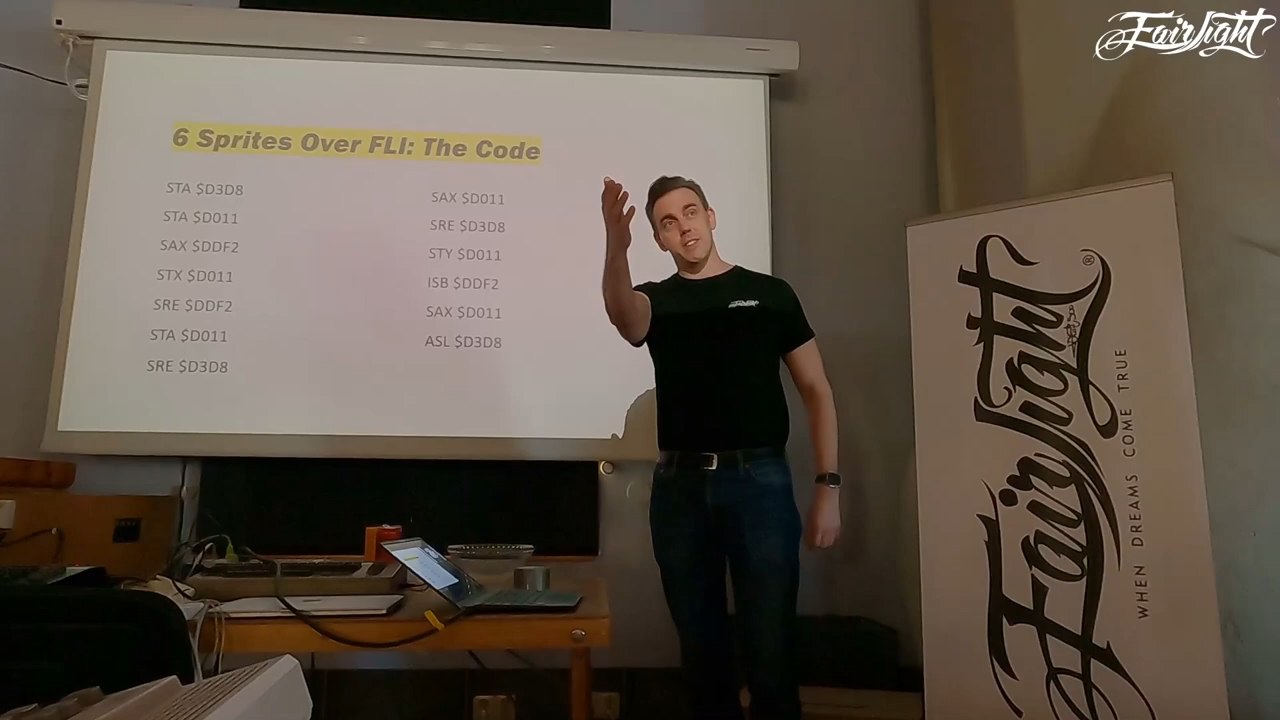 Fairlight
6 Sprites Over FLI: The Code
STA $D3D8
STA $D011
SAX $DDF2
STX $D011
SRE $DDF2
STA $D011
SRE $D3D8
SAX $D011
SRE $D3D8
STY $D011
ISB $DDF2
SAX $D011
ASL $D3D8
Fairlight ®
WHEN DREAMS COME TRUE